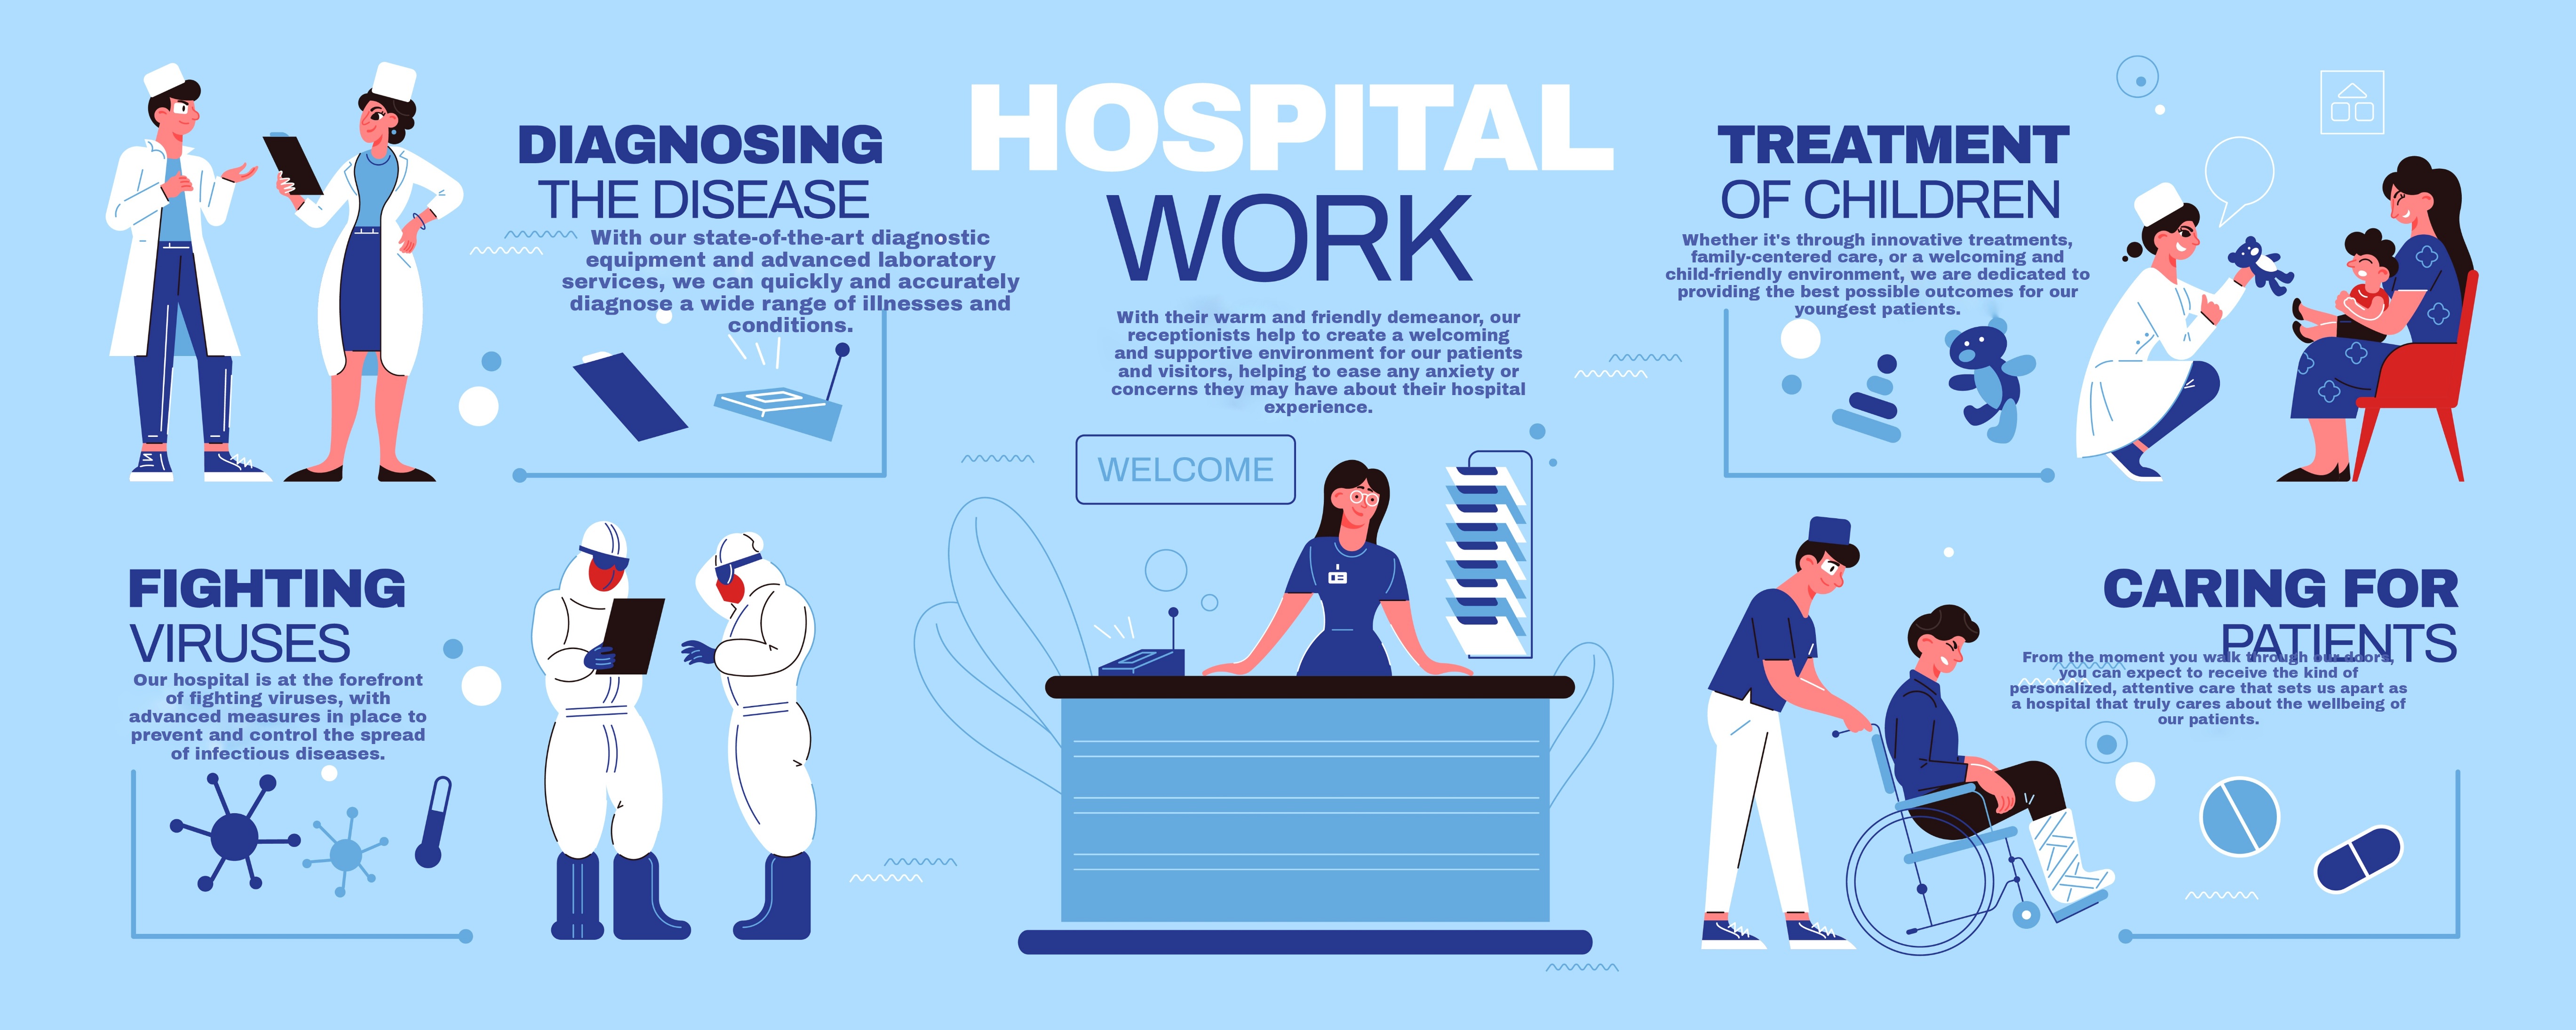 HOSPITAL
WORK
With their warm and friendly demeanor, our
receptionists help to create a welcoming
and supportive environment for our patients
and visitors, helping to ease any anxiety or
concerns they may have about their hospital
experience.
WELCOME
DIAGNOSING
THE DISEASE
With our state-of-the-art diagnostic
equipment and advanced laboratory
services, we can quickly and accurately
diagnose a wide range of illnesses and
conditions.
TREATMENT
OF CHILDREN
Whether it's through innovative treatments,
family-centered care, or a welcoming and
child-friendly environment, we are dedicated to
providing the best possible outcomes for our
youngest patients.
FIGHTING
VIRUSES
Our hospital is at the forefront
of fighting viruses, with
advanced measures in place to
prevent and control the spread
of infectious diseases.
CARING FOR
PATIENTS
From the moment you walk through our doors,
you can expect to receive the kind of
personalized, attentive care that sets us apart as
a hospital that truly cares about the wellbeing of
our patients.